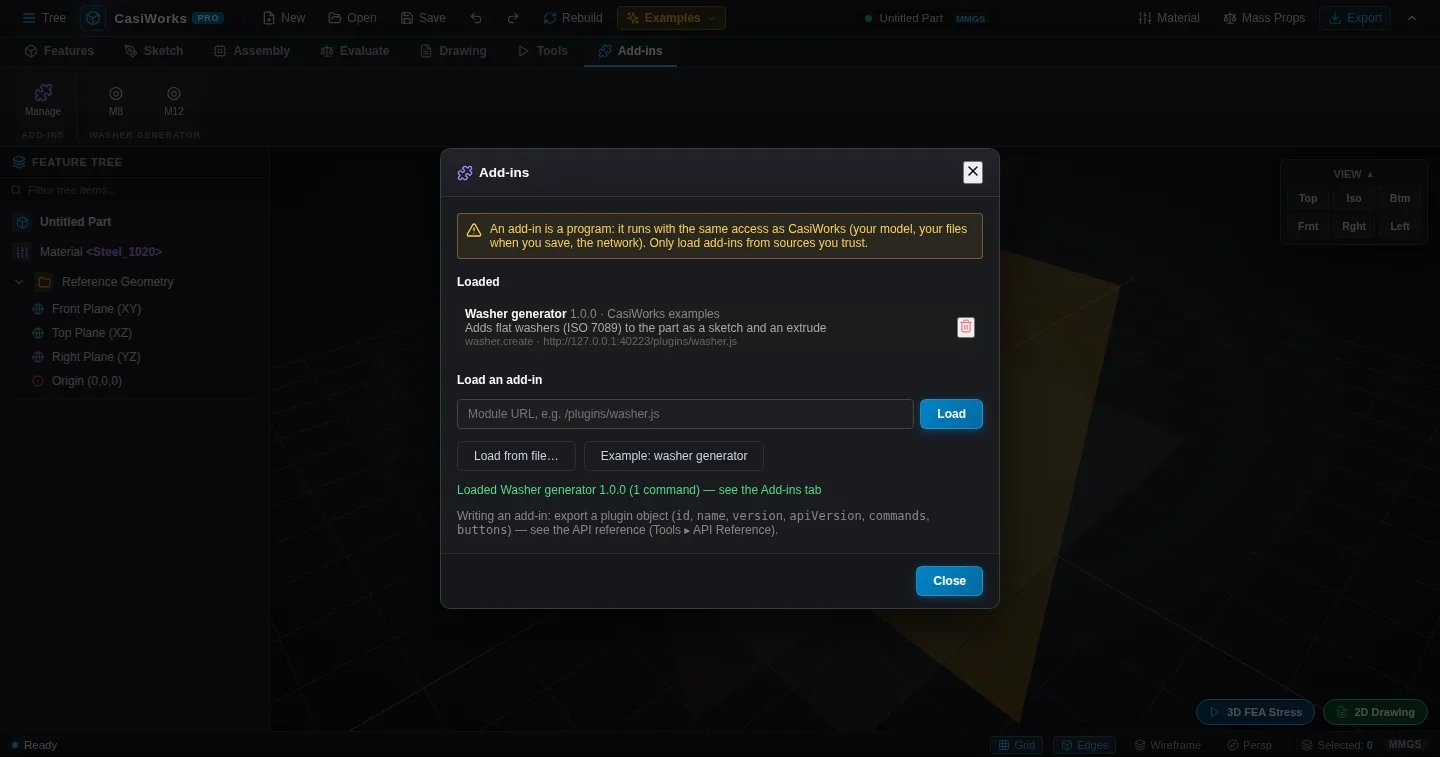 Tree
CasiWorks PRO
New
Open
Save
Rebuild
Examples
Untitled Part MMGS
Material
Mass Props
Export
Features
Sketch
Assembly
Evaluate
Drawing
Tools
Add-ins
Manage
M8
M12
ADD-INS
WASHER GENERATOR
FEATURE TREE
Filter tree items...
Untitled Part
Material <Steel_1020>
Reference Geometry
Front Plane (XY)
Top Plane (XZ)
Right Plane (YZ)
Origin (0,0,0)
Add-ins
An add-in is a program: it runs with the same access as CasiWorks (your model, your files
when you save, the network). Only load add-ins from sources you trust.
Loaded
Washer generator 1.0.0 · CasiWorks examples
Adds flat washers (ISO 7089) to the part as a sketch and an extrude
washer.create · http://127.0.0.1:40223/plugins/washer.js
Load an add-in
Module URL, e.g. /plugins/washer.js
Load
Load from file…
Example: washer generator
Loaded Washer generator 1.0.0 (1 command) — see the Add-ins tab
Writing an add-in: export a plugin object (id, name, version, apiVersion, commands,
buttons) — see the API reference (Tools ▸ API Reference).
Close
VIEW ▲
Top
Iso
Btm
Frnt
Rght
Left
3D FEA Stress
2D Drawing
Ready
Grid
Edges
Wireframe
Persp
Selected: 0
MMGS